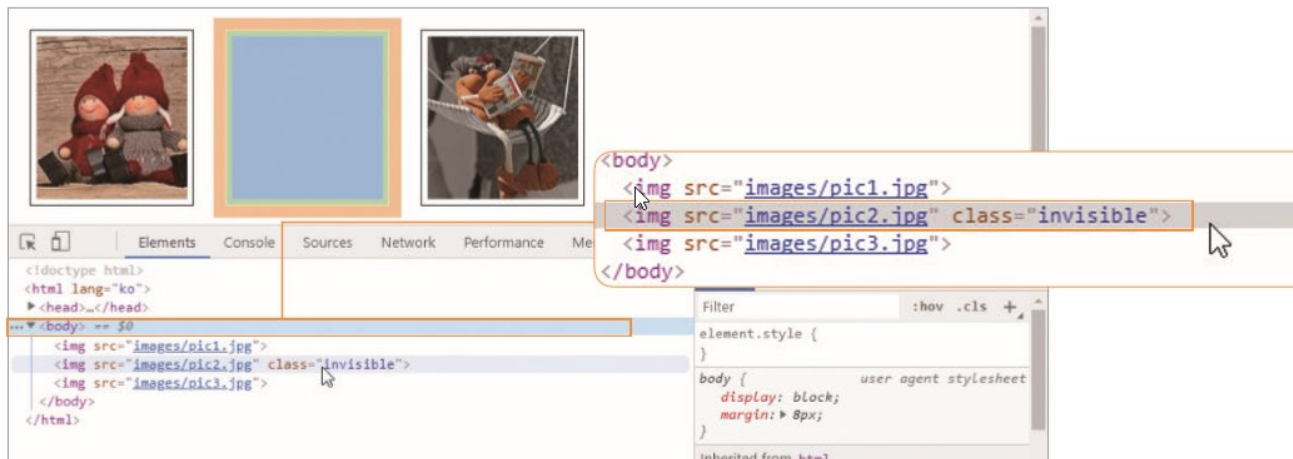 <body>
<img src="images/pic1.jpg">
<img src="images/pic2.jpg" class="invisible">
<img src="images/pic3.jpg">
</body>
Elements Console Sources Network Performance
<!doctype html>
<html lang="ko">
▶<head>…</head>
…▼<body> == $0
<img src="images/pic1.jpg">
<img src="images/pic2.jpg" class="invisible">
<img src="images/pic3.jpg">
</body>
</html>
Filter :hov .cls +
element.style {
}
body { user agent stylesheet
display: block;
margin:▶ 8px;
}
Inherited from html